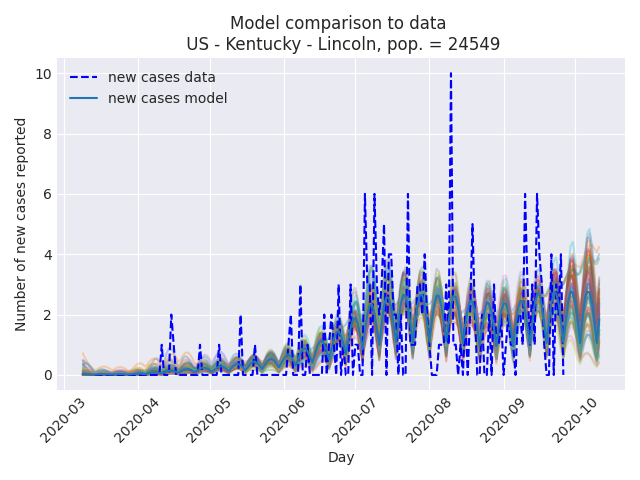 Model comparison to data
US - Kentucky - Lincoln, pop. = 24549
new cases data
new cases model
Number of new cases reported
10
8
6
4
2
0
2020-03
2020-04
2020-05
2020-06
2020-07
2020-08
2020-09
2020-10
Day